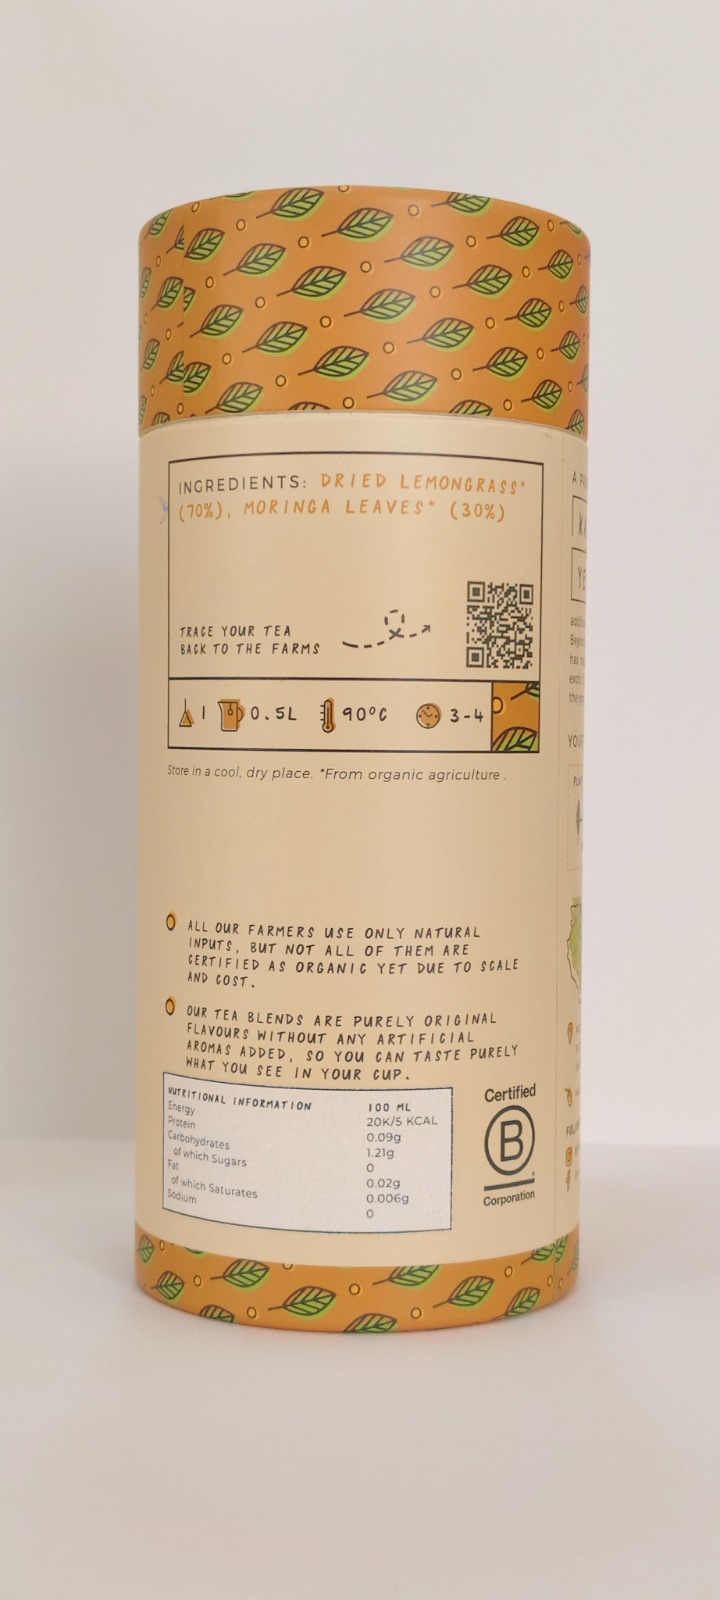 INGREDIENTS: DRIED LEMONGRASS*
(70%), MORINGA LEAVES* (30%)
TRACE YOUR TEA
BACK TO THE FARMS
1 0.5L 90°C 3-4
Store in a cool, dry place. *From organic agriculture.
ALL OUR FARMERS USE ONLY NATURAL
INPUTS, BUT NOT ALL OF THEM ARE
CERTIFIED AS ORGANIC YET DUE TO SCALE
AND COST.
OUR TEA BLENDS ARE PURELY ORIGINAL
FLAVOURS WITHOUT ANY ARTIFICIAL
AROMAS ADDED, SO YOU CAN TASTE PURELY
WHAT YOU SEE IN YOUR CUP.
NUTRITIONAL INFORMATION 100 ML
Energy 20K/5 KCAL
Protein 0.09g
Carbohydrates 1.21g
of which Sugars 0
Fat 0.02g
of which Saturates 0.006g
Sodium 0
Certified
B
Corporation